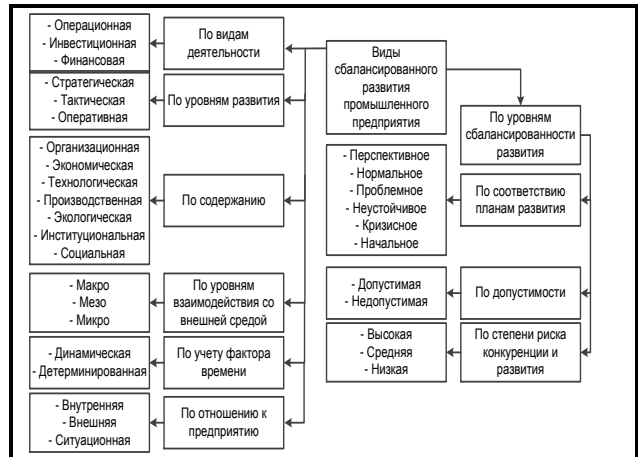 - Операционная
- Инвестиционная
- Финансовая
По видам
деятельности
- Стратегическая
- Тактическая
- Оперативная
По уровням развития
- Организационная
- Экономическая
- Технологическая
- Производственная
- Экологическая
- Институциональная
- Социальная
По содержанию
- Макро
- Мезо
- Микро
По уровням
взаимодействия со
внешней средой
- Динамическая
- Детерминированная
По учету фактора
времени
- Внутренняя
- Внешняя
- Ситуационная
По отношению к
предприятию
Виды
сбалансированного
развития
промышленного
предприятия
По уровням
сбалансированности
развития
- Перспективное
- Нормальное
- Проблемное
- Неустойчивое
- Кризисное
- Начальное
По соответствию
планам развития
- Допустимая
- Недопустимая
По допустимости
- Высокая
- Средняя
- Низкая
По степени риска
конкуренции и
развития